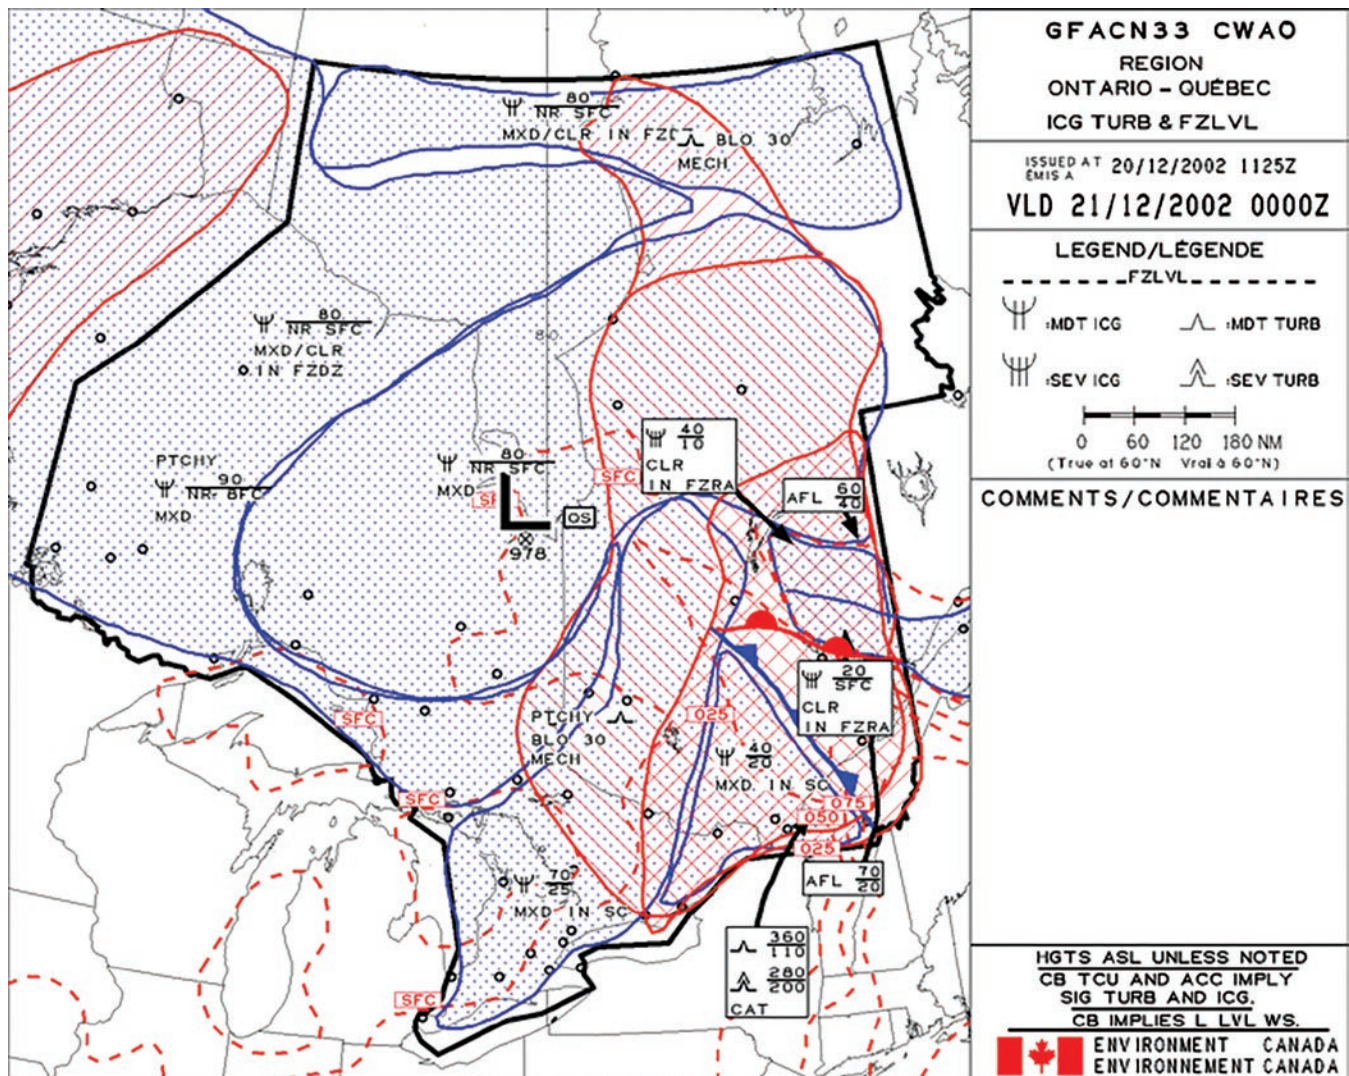 GFACN33 CWAO
REGION
ONTARIO - QUÉBEC
ICG TURB & FZLVL
ISSUED AT 20/12/2002 1125Z
ÉMIS A
VLD 21/12/2002 0000Z
LEGEND/LÉGENDE
FZLVL
:MDT ICG
:MDT TURB
:SEV ICG
:SEV TURB
0 60 120 180 NM
(True at 60°N Vrai à 60°N)
COMMENTS/COMMENTAIRES
HGTS ASL UNLESS NOTED
CB TCU AND ACC IMPLY
SIG TURB AND ICG.
CB IMPLIES L LVL WS.
ENVIRONMENT CANADA
ENVIRONNEMENT CANADA
80
NR SFC
MXD/CLR IN
BLO 30
MECH
80
NR SFC
MXD/CLR
IN FZDZ
80
PTCHY
90
MXD
80
NR SFC
MXD
QS
978
SFC
40
10
CLR
IN FZRA
AFL 60
40
20
SFC
CLR
IN FZRA
PTCHY
BLO 30
MECH
025
40
20
MXD IN SC
SFC
SFC
075
050
025
70
25
MXD IN SC
AFL 70
20
360
110
280
200
CAT
SFC